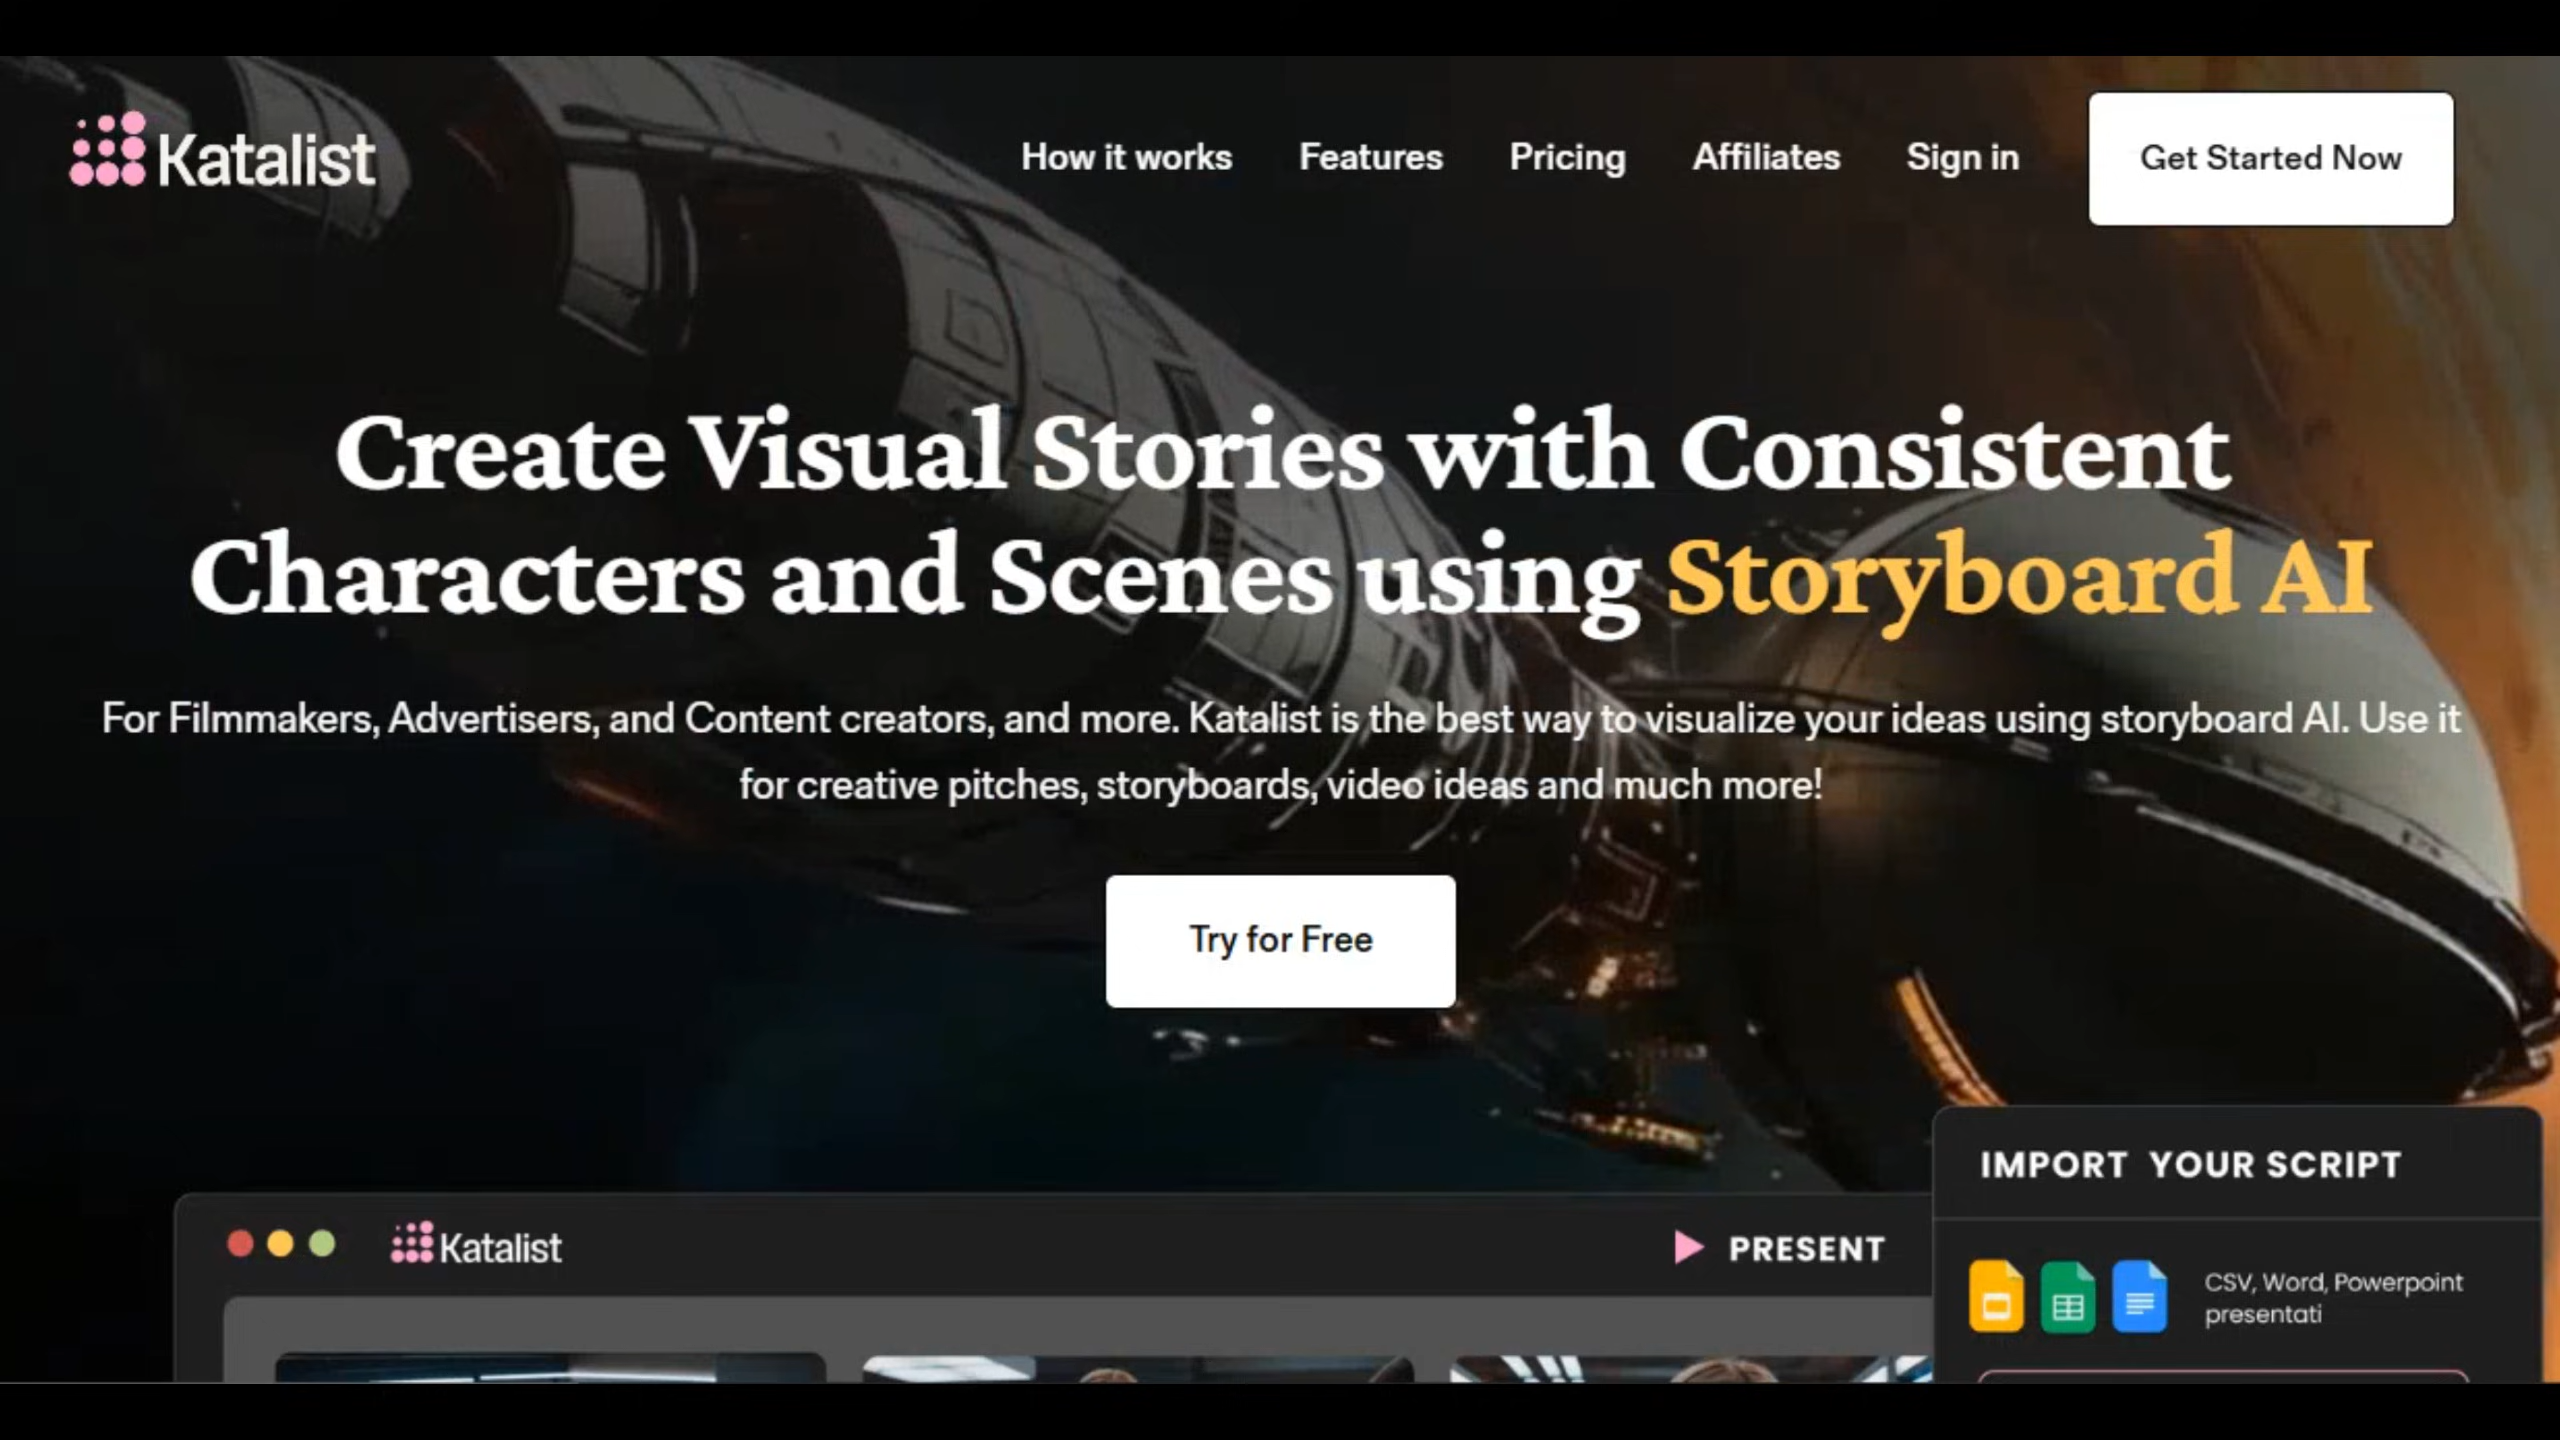 Katalist
How it works
Features
Pricing
Affiliates
Sign in
Get Started Now
Create Visual Stories with Consistent
Characters and Scenes using Storyboard AI
For Filmmakers, Advertisers, and Content creators, and more. Katalist is the best way to visualize your ideas using storyboard AI. Use it
for creative pitches, storyboards, video ideas and much more!
Try for Free
Katalist
PRESENT
IMPORT YOUR SCRIPT
CSV, Word, Powerpoint
presentati